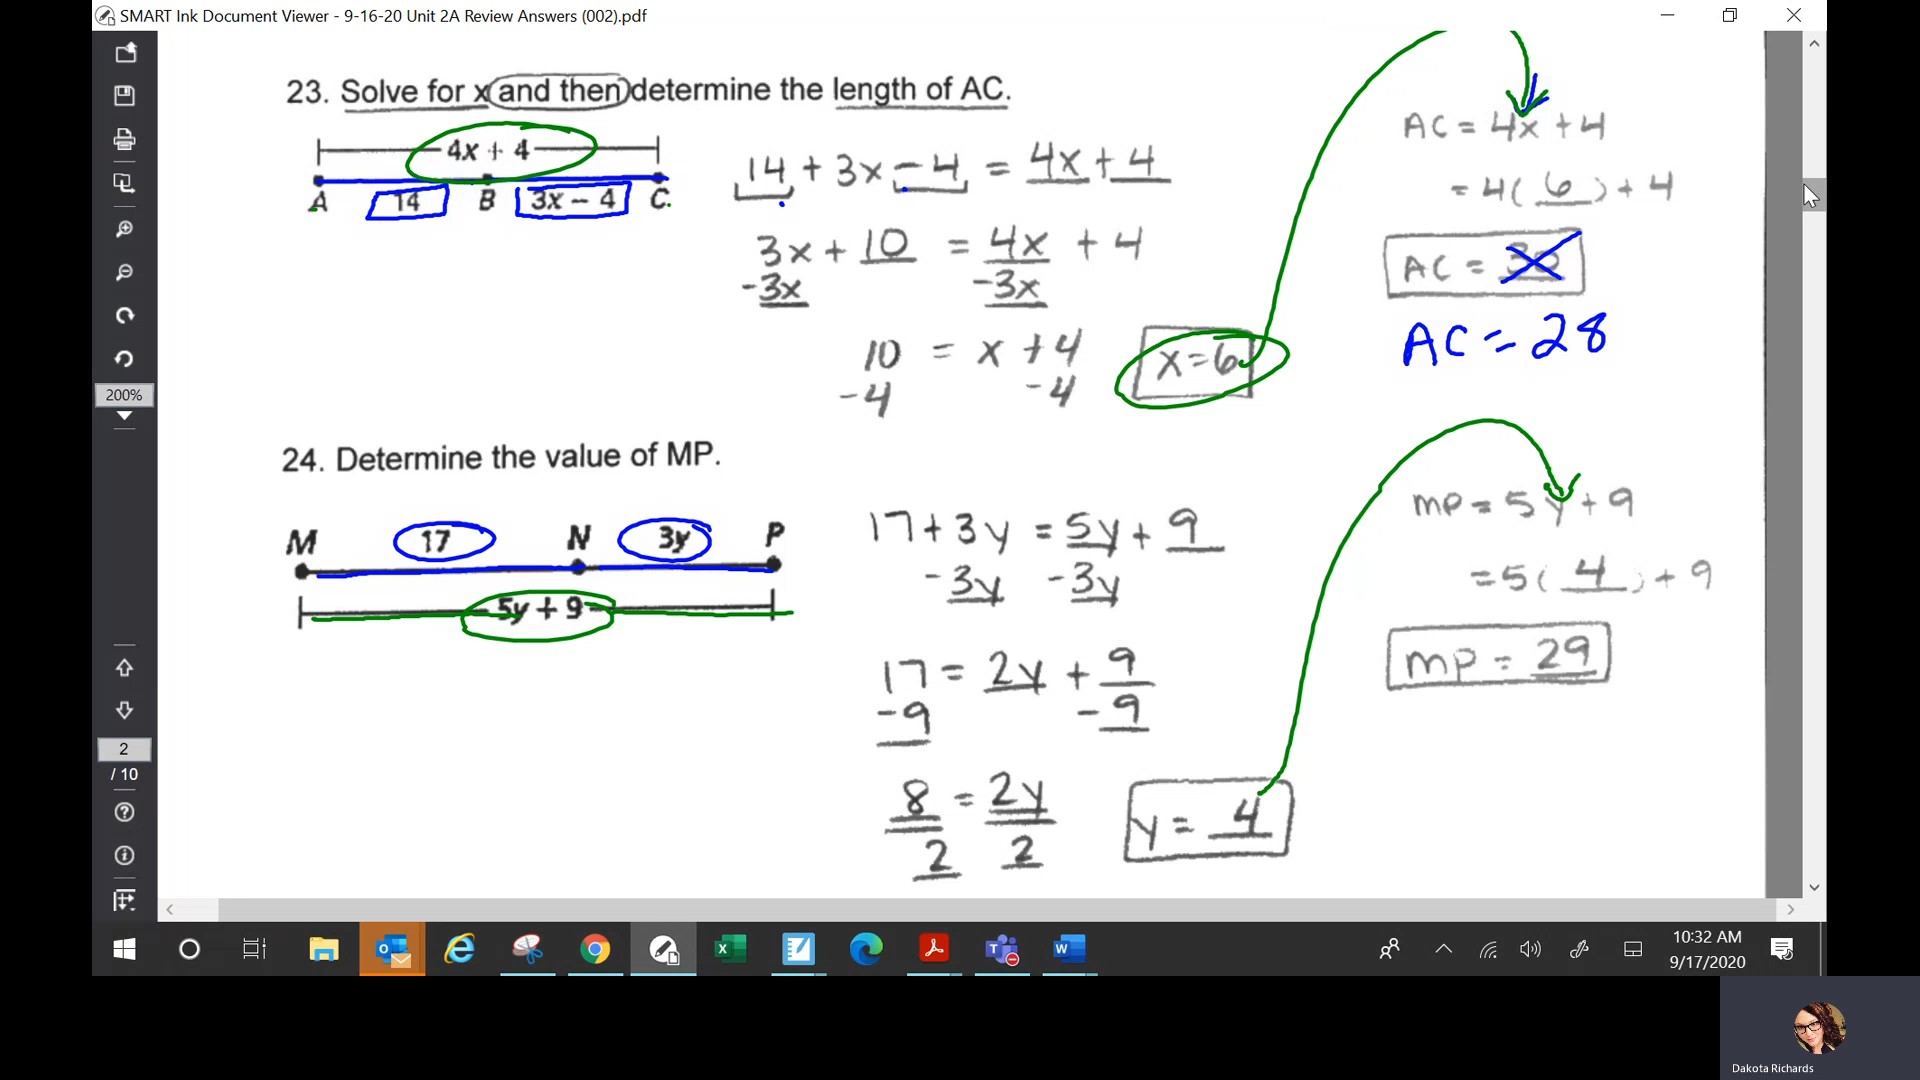 SMART Ink Document Viewer - 9-16-20 Unit 2A Review Answers (002).pdf
23. Solve for x and then determine the length of AC.
4x + 4
A 14 B 3x - 4 C
14 + 3x - 4 = 4x + 4
3x + 10 = 4x + 4
-3x -3x
10 = x + 4
-4 -4
x = 6
AC = 4x + 4
= 4( 6 ) + 4
AC =
AC = 28
24. Determine the value of MP.
M 17 N 3y P
5y + 9
17 + 3y = 5y + 9
-3y -3y
17 = 2y + 9
-9 -9
8 = 2y
2 2
y = 4
MP = 5y + 9
= 5( 4 ) + 9
MP = 29
200%
2
/ 10
10:32 AM
9/17/2020
Dakota Richards